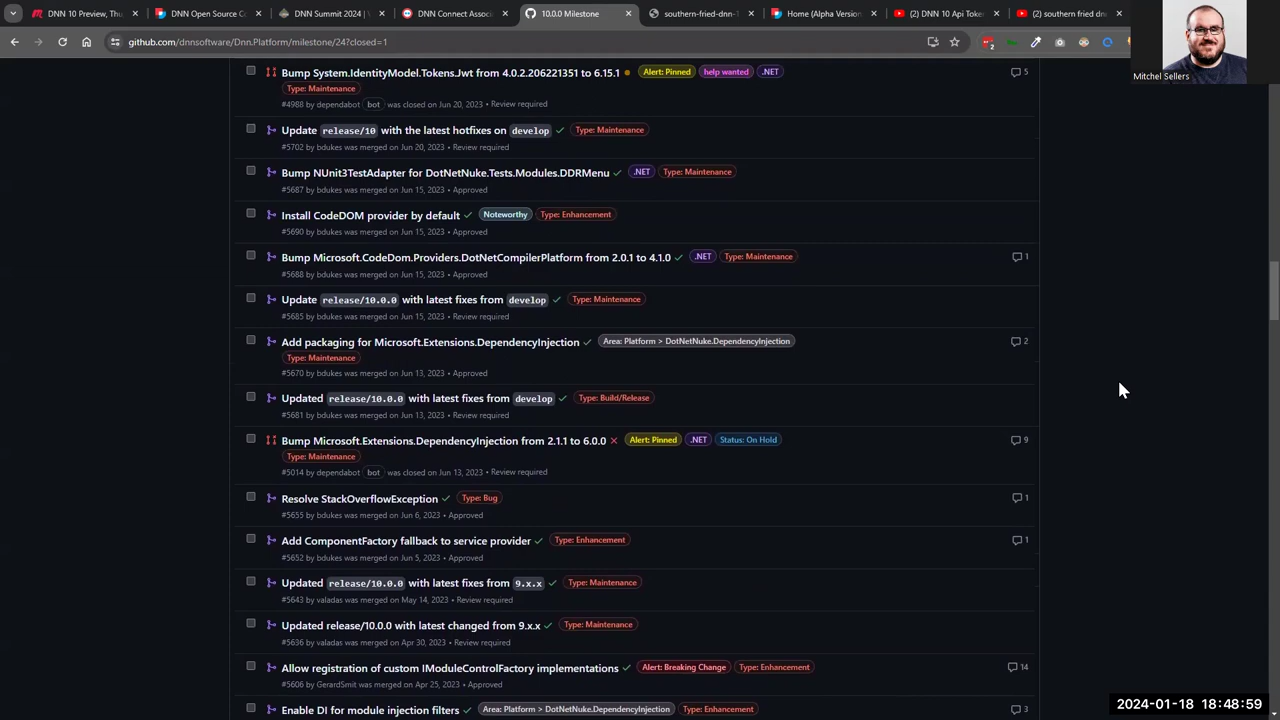 DNN 10 Preview, Thu
DNN Open Source C
DNN Summit 2024 | V
DNN Connect Assoc
10.0.0 Milestone
southern-fried-dnn-
Home (Alpha Version
(2) DNN 10 Api Token
(2) southern fried dn
github.com/dnnsoftware/Dnn.Platform/milestone/24?closed=1
Mitchel Sellers
Bump System.IdentityModel.Tokens.Jwt from 4.0.2.206221351 to 6.15.1 Alert: Pinned help wanted .NET 5
Type: Maintenance
#4988 by dependabot bot was closed on Jun 20, 2023 • Review required
Update release/10 with the latest hotfixes on develop Type: Maintenance
#5702 by bdukes was merged on Jun 20, 2023 • Review required
Bump NUnit3TestAdapter for DotNetNuke.Tests.Modules.DDRMenu .NET Type: Maintenance
#5687 by bdukes was merged on Jun 15, 2023 • Approved
Install CodeDOM provider by default Noteworthy Type: Enhancement
#5690 by bdukes was merged on Jun 15, 2023 • Approved
Bump Microsoft.CodeDom.Providers.DotNetCompilerPlatform from 2.0.1 to 4.1.0 .NET Type: Maintenance 1
#5688 by bdukes was merged on Jun 15, 2023 • Approved
Update release/10.0.0 with latest fixes from develop Type: Maintenance
#5685 by bdukes was merged on Jun 15, 2023 • Review required
Add packaging for Microsoft.Extensions.DependencyInjection Area: Platform > DotNetNuke.DependencyInjection 2
Type: Maintenance
#5670 by bdukes was merged on Jun 13, 2023 • Approved
Updated release/10.0.0 with latest fixes from develop Type: Build/Release
#5681 by bdukes was merged on Jun 13, 2023 • Review required
Bump Microsoft.Extensions.DependencyInjection from 2.1.1 to 6.0.0 Alert: Pinned .NET Status: On Hold 9
Type: Maintenance
#5014 by dependabot bot was closed on Jun 13, 2023 • Review required
Resolve StackOverflowException Type: Bug 1
#5655 by bdukes was merged on Jun 6, 2023 • Approved
Add ComponentFactory fallback to service provider Type: Enhancement 1
#5652 by bdukes was merged on Jun 5, 2023 • Approved
Updated release/10.0.0 with latest fixes from 9.x.x Type: Maintenance
#5643 by valadas was merged on May 14, 2023 • Review required
Updated release/10.0.0 with latest changed from 9.x.x Type: Maintenance
#5636 by valadas was merged on Apr 30, 2023 • Review required
Allow registration of custom IModuleControlFactory implementations Alert: Breaking Change Type: Enhancement 14
#5606 by GerardSmit was merged on Apr 25, 2023 • Approved
Enable DI for module injection filters Area: Platform > DotNetNuke.DependencyInjection Type: Enhancement 3
2024-01-18 18:48:59